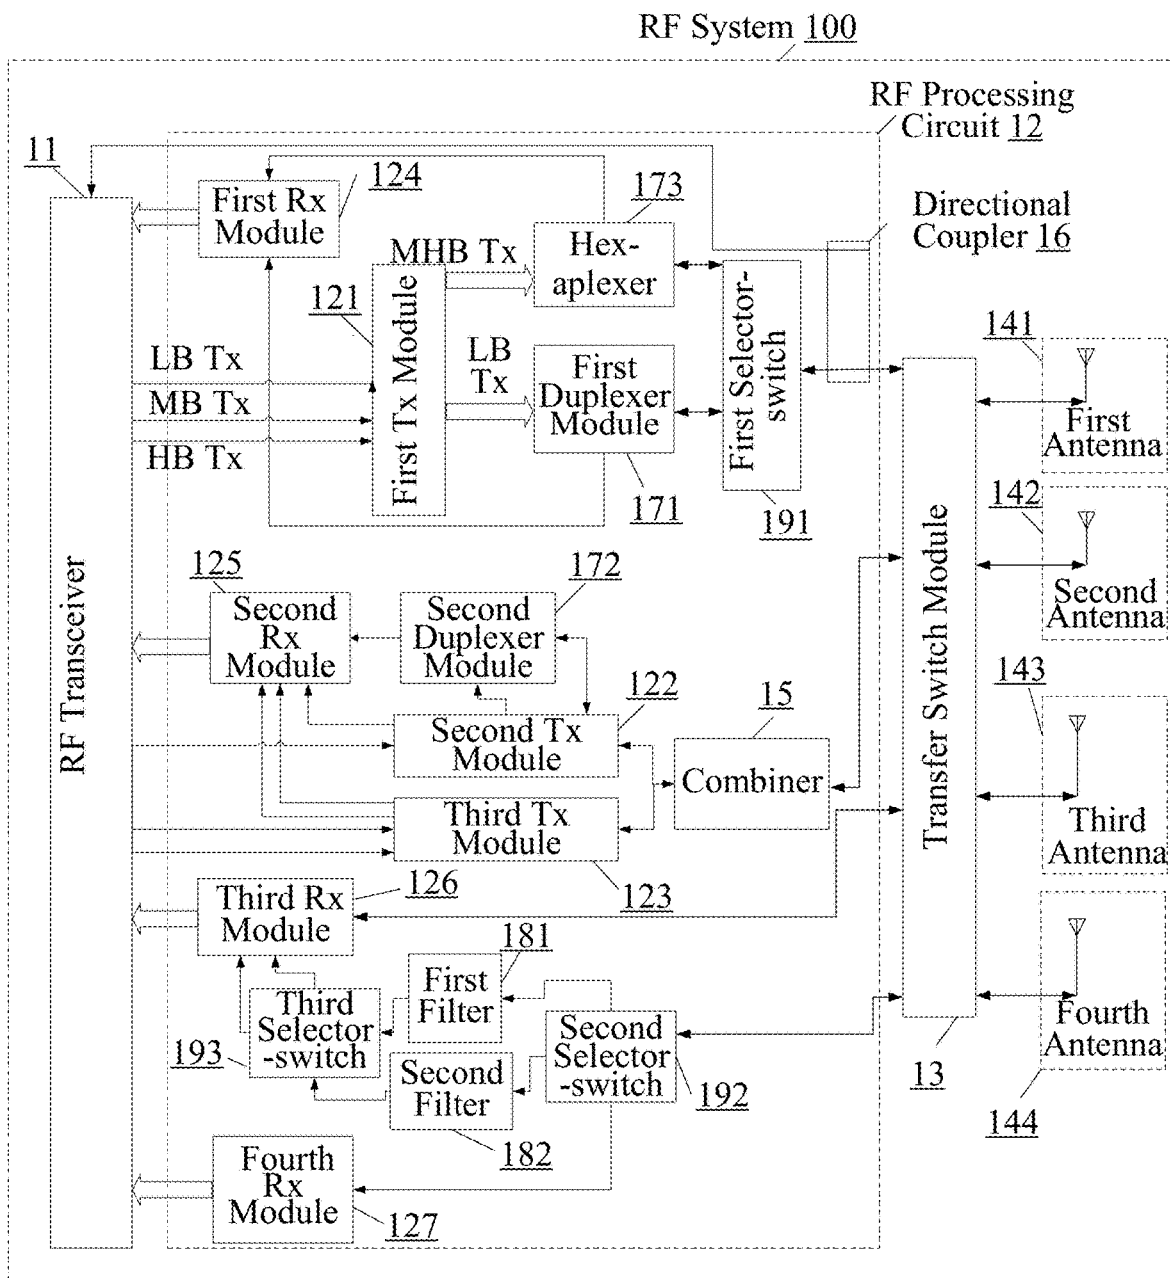 RF System 100
RF Processing
Circuit 12
11
124
First Rx
Module
173
Hex-
aplexer
Directional
Coupler 16
MHB Tx
121
First Tx Module
LB Tx
MB Tx
HB Tx
LB
Tx
First
Duplexer
Module
171
First Selector-
switch
191
141
First
Antenna
142
Second
Antenna
143
Third
Antenna
Fourth
Antenna
144
Transfer Switch Module
13
RF Transceiver
125
Second
Rx
Module
172
Second
Duplexer
Module
122
Second Tx
Module
15
Combiner
Third Tx
Module
123
126
Third Rx
Module
181
First
Filter
Third
Selector
-switch
193
Second
Filter
182
Second
Selector
-switch
192
Fourth
Rx
Module
127